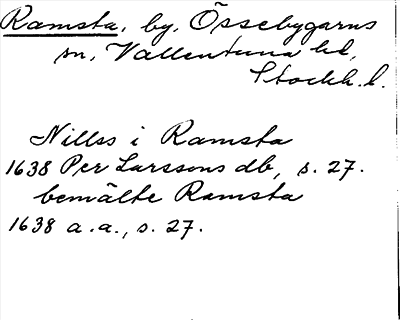 Ramsta, by, Össebygarns
sn, Vallentuna hd,
Stockh. l.
Nillss i Ramsta
1638 Per Larssons db, s. 27.
bemälte Ramsta
1638 a.a., s. 27.